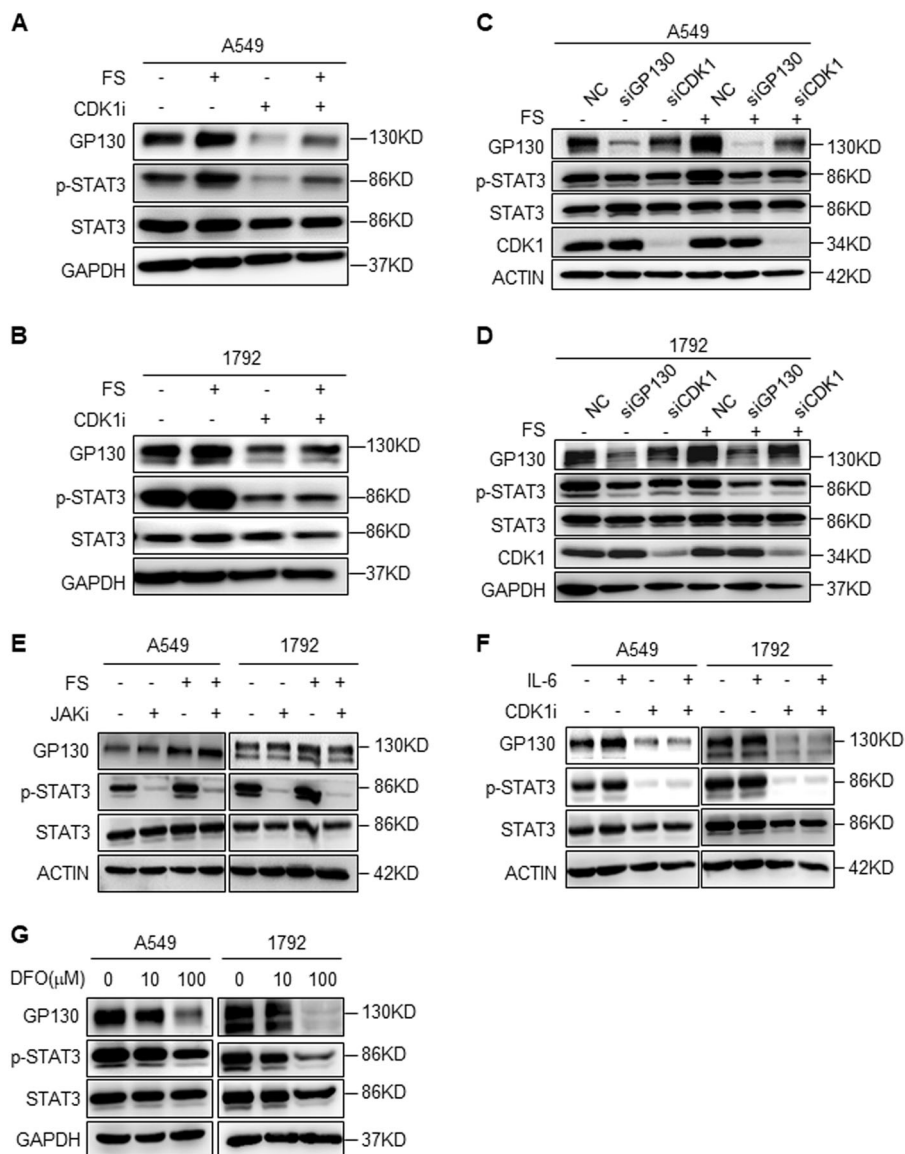 A
A549
FS - + - +
CDK1i - - + +
GP130 130KD
p-STAT3 86KD
STAT3 86KD
GAPDH 37KD
B
1792
FS - + - +
CDK1i - - + +
GP130 130KD
p-STAT3 86KD
STAT3 86KD
GAPDH 37KD
C
A549
NC siGP130 siCDK1 NC siGP130 siCDK1
FS - - - + + +
GP130 130KD
p-STAT3 86KD
STAT3 86KD
CDK1 34KD
ACTIN 42KD
D
1792
NC siGP130 siCDK1 NC siGP130 siCDK1
FS - - - + + +
GP130 130KD
p-STAT3 86KD
STAT3 86KD
CDK1 34KD
GAPDH 37KD
E
A549 1792
FS - - + + - - + +
JAKi - + - + - + - +
GP130 130KD
p-STAT3 86KD
STAT3 86KD
ACTIN 42KD
F
A549 1792
IL-6 - + - + - + - +
CDK1i - - + + - - + +
GP130 130KD
p-STAT3 86KD
STAT3 86KD
ACTIN 42KD
G
A549 1792
DFO(μM) 0 10 100 0 10 100
GP130 130KD
p-STAT3 86KD
STAT3 86KD
GAPDH 37KD